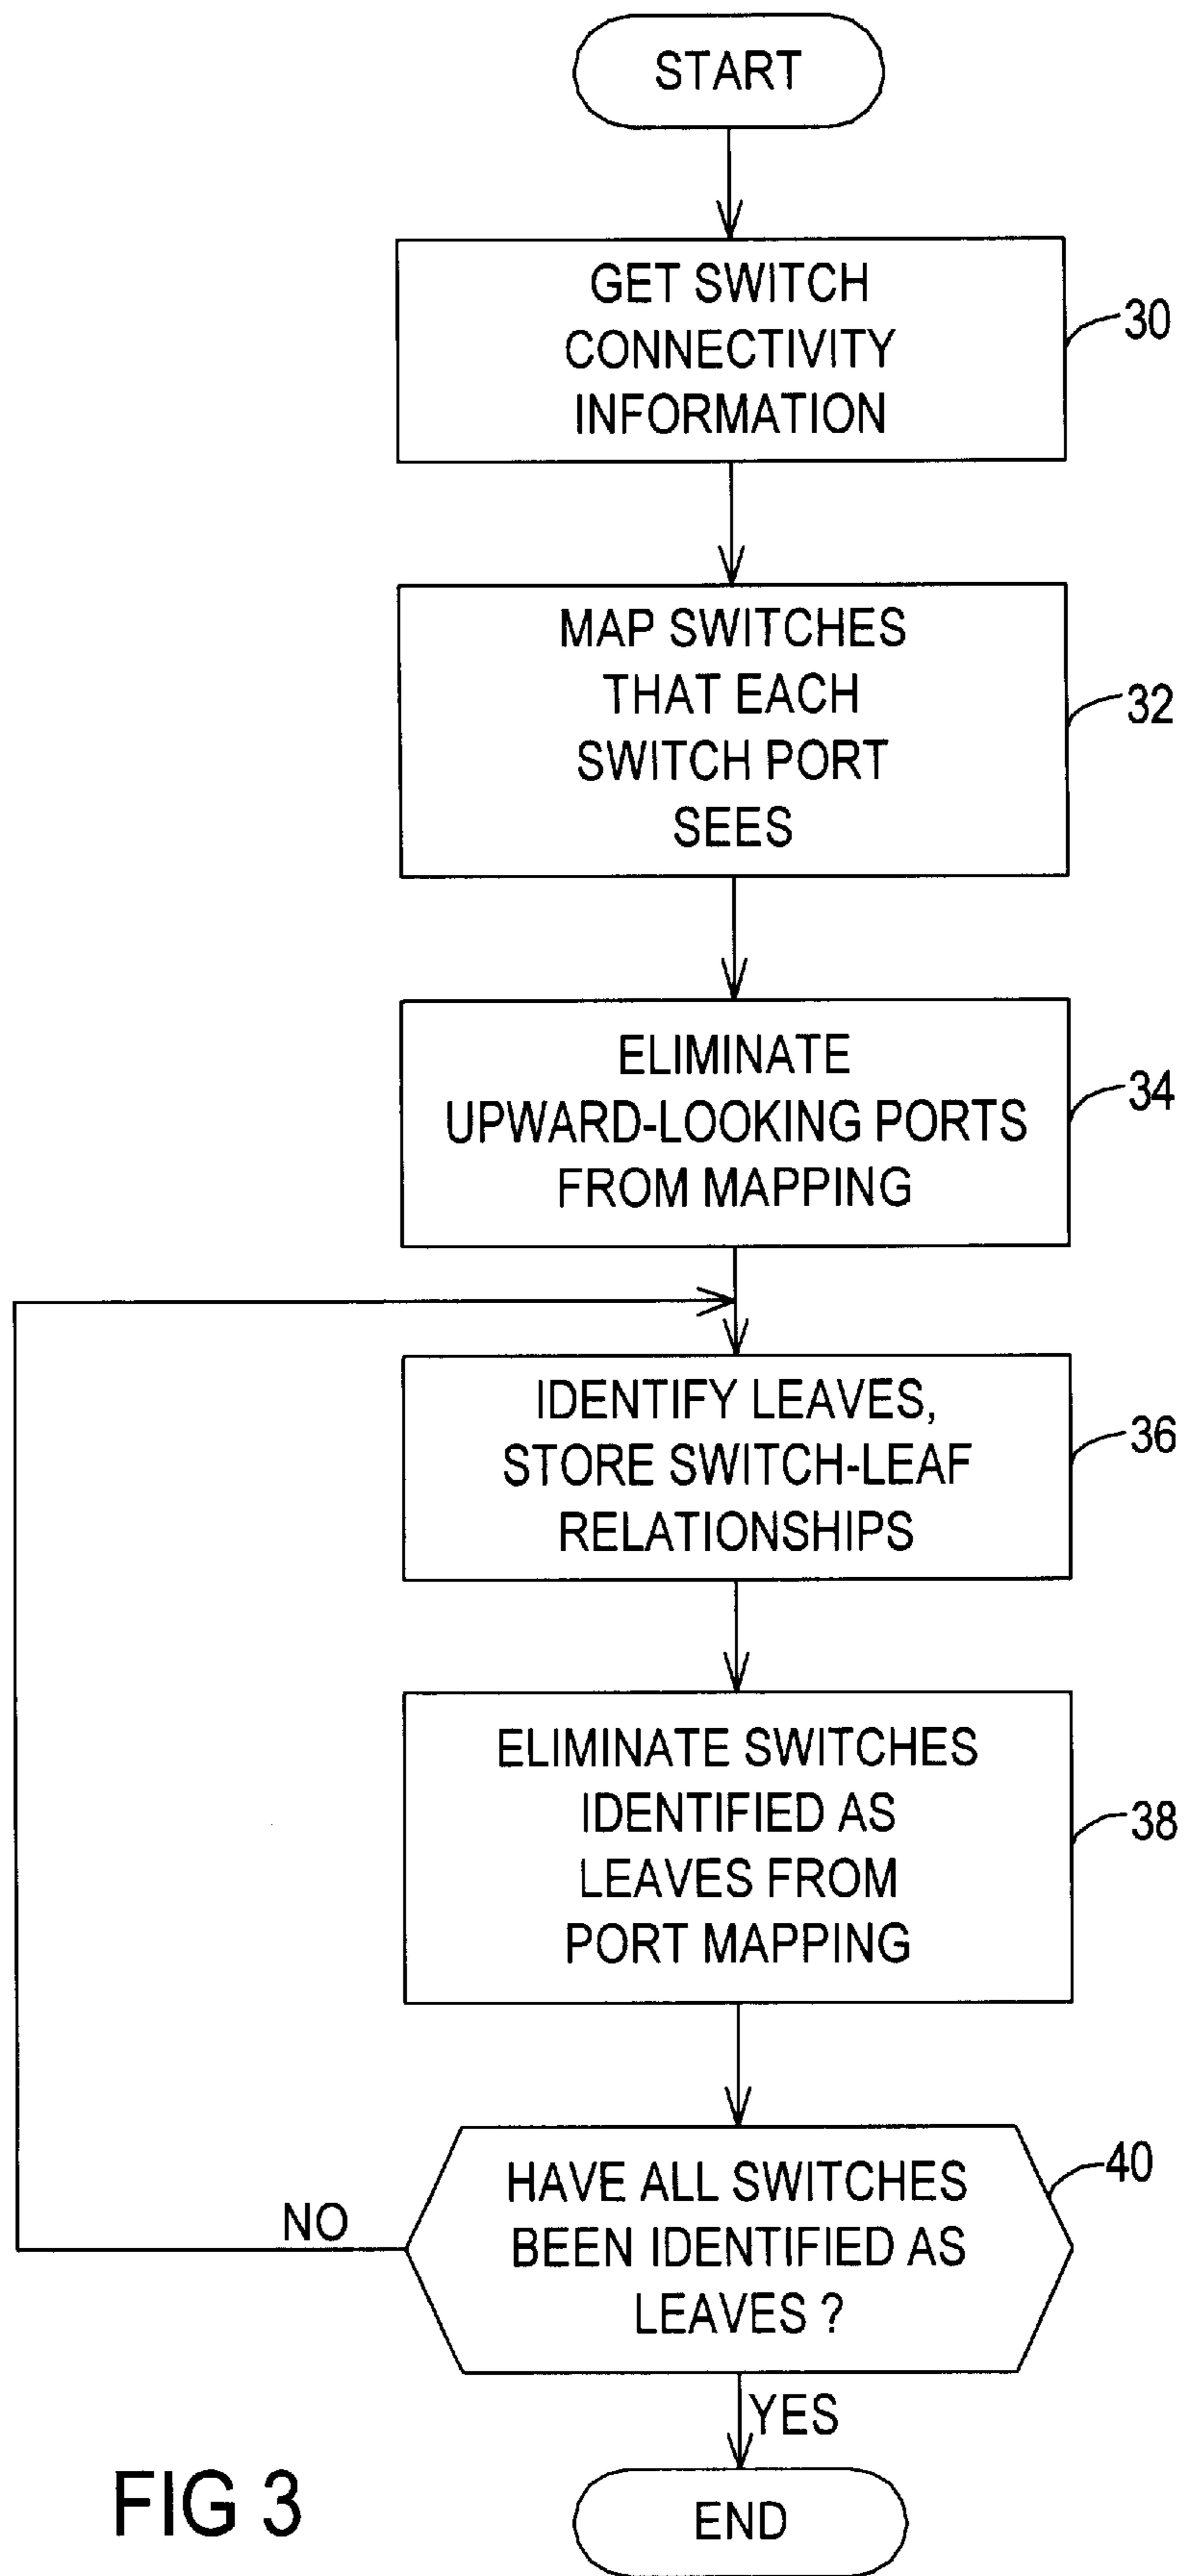 START
GET SWITCH
CONNECTIVITY
INFORMATION
30
MAP SWITCHES
THAT EACH
SWITCH PORT
SEES
32
ELIMINATE
UPWARD-LOOKING PORTS
FROM MAPPING
34
IDENTIFY LEAVES,
STORE SWITCH-LEAF
RELATIONSHIPS
36
ELIMINATE SWITCHES
IDENTIFIED AS
LEAVES FROM
PORT MAPPING
38
HAVE ALL SWITCHES
BEEN IDENTIFIED AS
LEAVES ?
40
NO
YES
END
FIG 3